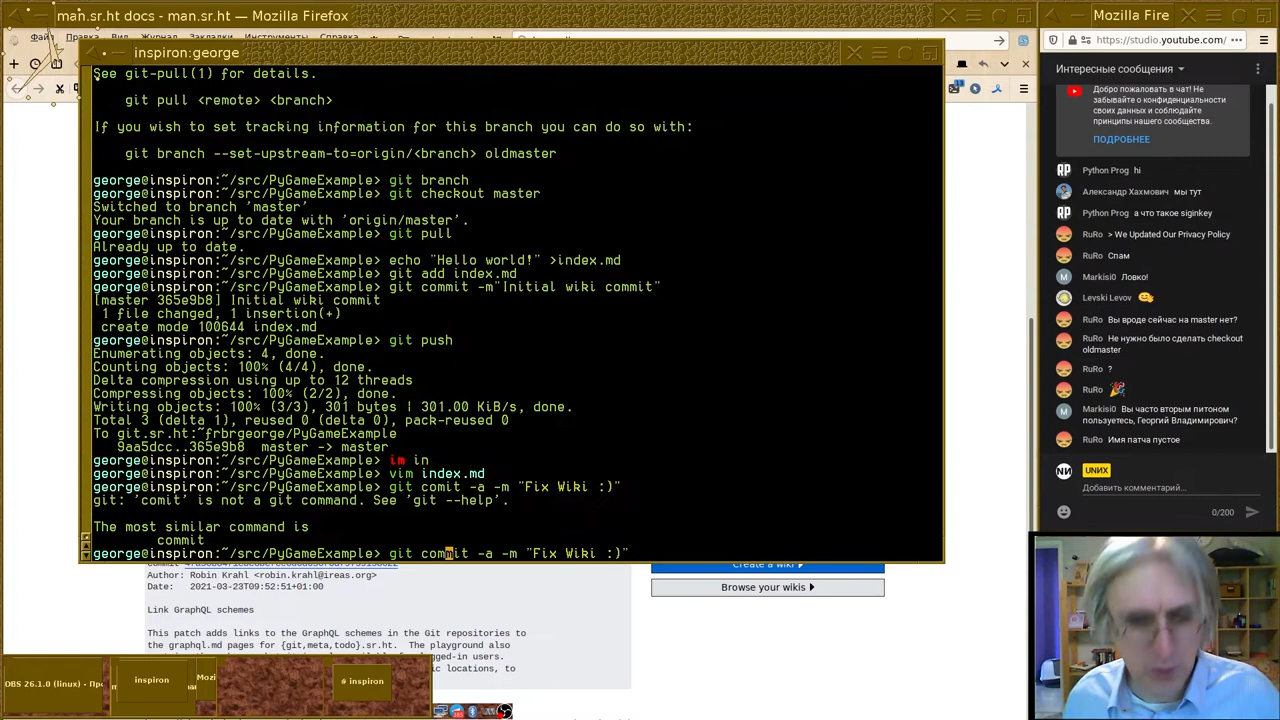 man.sr.ht docs - man.sr.ht — Mozilla Firefox
Mozilla Fire
Файл Правка Закладки Инструменты Справка
inspiron:george
https://studio.youtube.com/
See git-pull(1) for details.
git pull <remote> <branch>
If you wish to set tracking information for this branch you can do so with:
git branch --set-upstream-to=origin/<branch> oldmaster
george@inspiron:~/src/PyGameExample> git branch
george@inspiron:~/src/PyGameExample> git checkout master
Switched to branch 'master'
Your branch is up to date with 'origin/master'.
george@inspiron:~/src/PyGameExample> git pull
Already up to date.
george@inspiron:~/src/PyGameExample> echo "Hello world!" >index.md
george@inspiron:~/src/PyGameExample> git add index.md
george@inspiron:~/src/PyGameExample> git commit -m"Initial wiki commit"
[master 365e9b8] Initial wiki commit
1 file changed, 1 insertion(+)
create mode 100644 index.md
george@inspiron:~/src/PyGameExample> git push
Enumerating objects: 4, done.
Counting objects: 100% (4/4), done.
Delta compression using up to 12 threads
Compressing objects: 100% (2/2), done.
Writing objects: 100% (3/3), 301 bytes | 301.00 KiB/s, done.
Total 3 (delta 1), reused 0 (delta 0), pack-reused 0
To git.sr.ht:~frbrgeorge/PyGameExample
9aa5dcc..365e9b8 master -> master
george@inspiron:~/src/PyGameExample> im in
george@inspiron:~/src/PyGameExample> vim index.md
george@inspiron:~/src/PyGameExample> git comit -a -m "Fix Wiki :)"
git: 'comit' is not a git command. See 'git --help'.
The most similar command is
commit
george@inspiron:~/src/PyGameExample> git commit -a -m "Fix Wiki :)"
Author: Robin Krahl <robin.krahl@ireas.org>
Date: 2021-03-23T09:52:51+01:00
Link GraphQL schemes
This patch adds links to the GraphQL schemes in the Git repositories to
the graphql.md pages for {git,meta,todo}.sr.ht. The playground also
Create a wiki
Browse your wikis
Интересные сообщения
Добро пожаловать в чат! Не
забывайте о конфиденциальности
своих данных и соблюдайте
принципы нашего сообщества.
ПОДРОБНЕЕ
Python Prog hi
Александр Хахмович мы тут
Python Prog а что такое siginkey
RuRo > We Updated Our Privacy Policy
RuRo Спам
Markisi0 Ловко!
Levski Levov
RuRo Вы вроде сейчас на master нет?
RuRo Не нужно было сделать checkout
oldmaster
RuRo ?
RuRo
Markisi0 Вы часто вторым питоном
пользуетесь, Георгий Владимирович?
RuRo Имя патча пустое
UNИX
Добавить комментарий...
0/200
OBS 26.1.0 (linux) - Пр
inspiron
Mozi
# inspiron